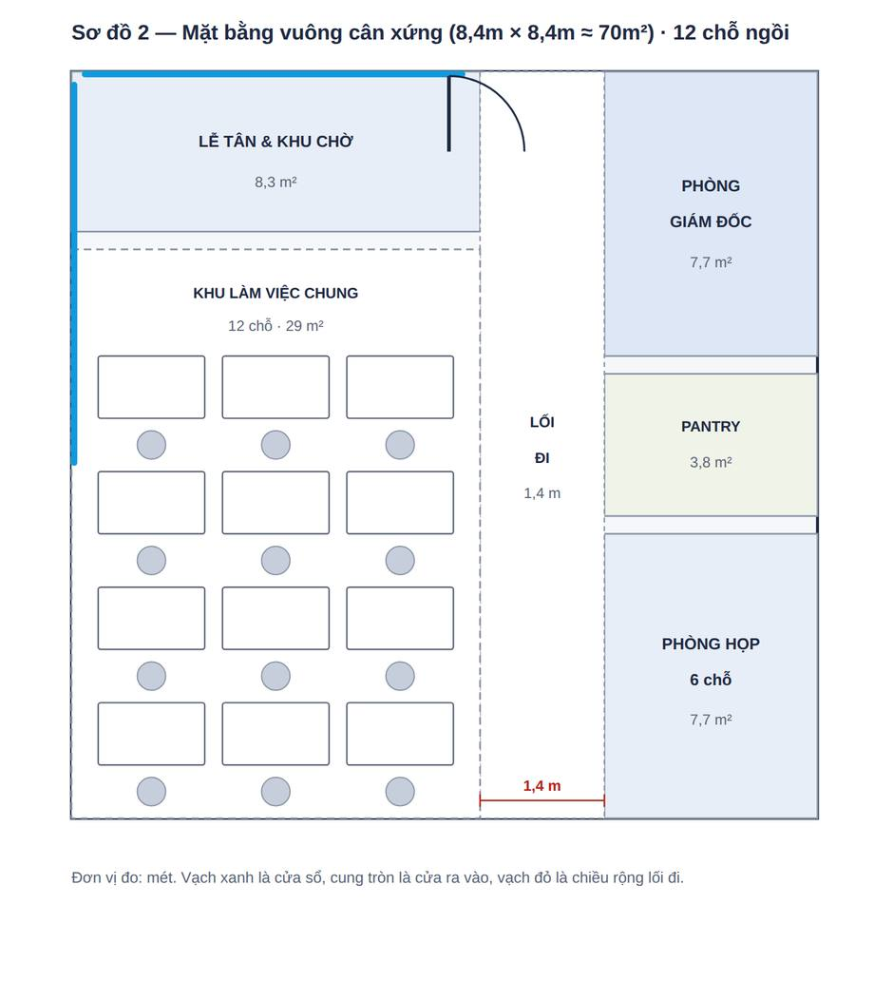 Sơ đồ 2 — Mặt bằng vuông cân xứng (8,4m × 8,4m ≈ 70m²) · 12 chỗ ngồi
LỄ TÂN & KHU CHỜ
8,3 m²
PHÒNG
GIÁM ĐỐC
7,7 m²
KHU LÀM VIỆC CHUNG
12 chỗ · 29 m²
LỐI
ĐI
1,4 m
PANTRY
3,8 m²
PHÒNG HỌP
6 chỗ
7,7 m²
1,4 m
Đơn vị đo: mét. Vạch xanh là cửa sổ, cung tròn là cửa ra vào, vạch đỏ là chiều rộng lối đi.